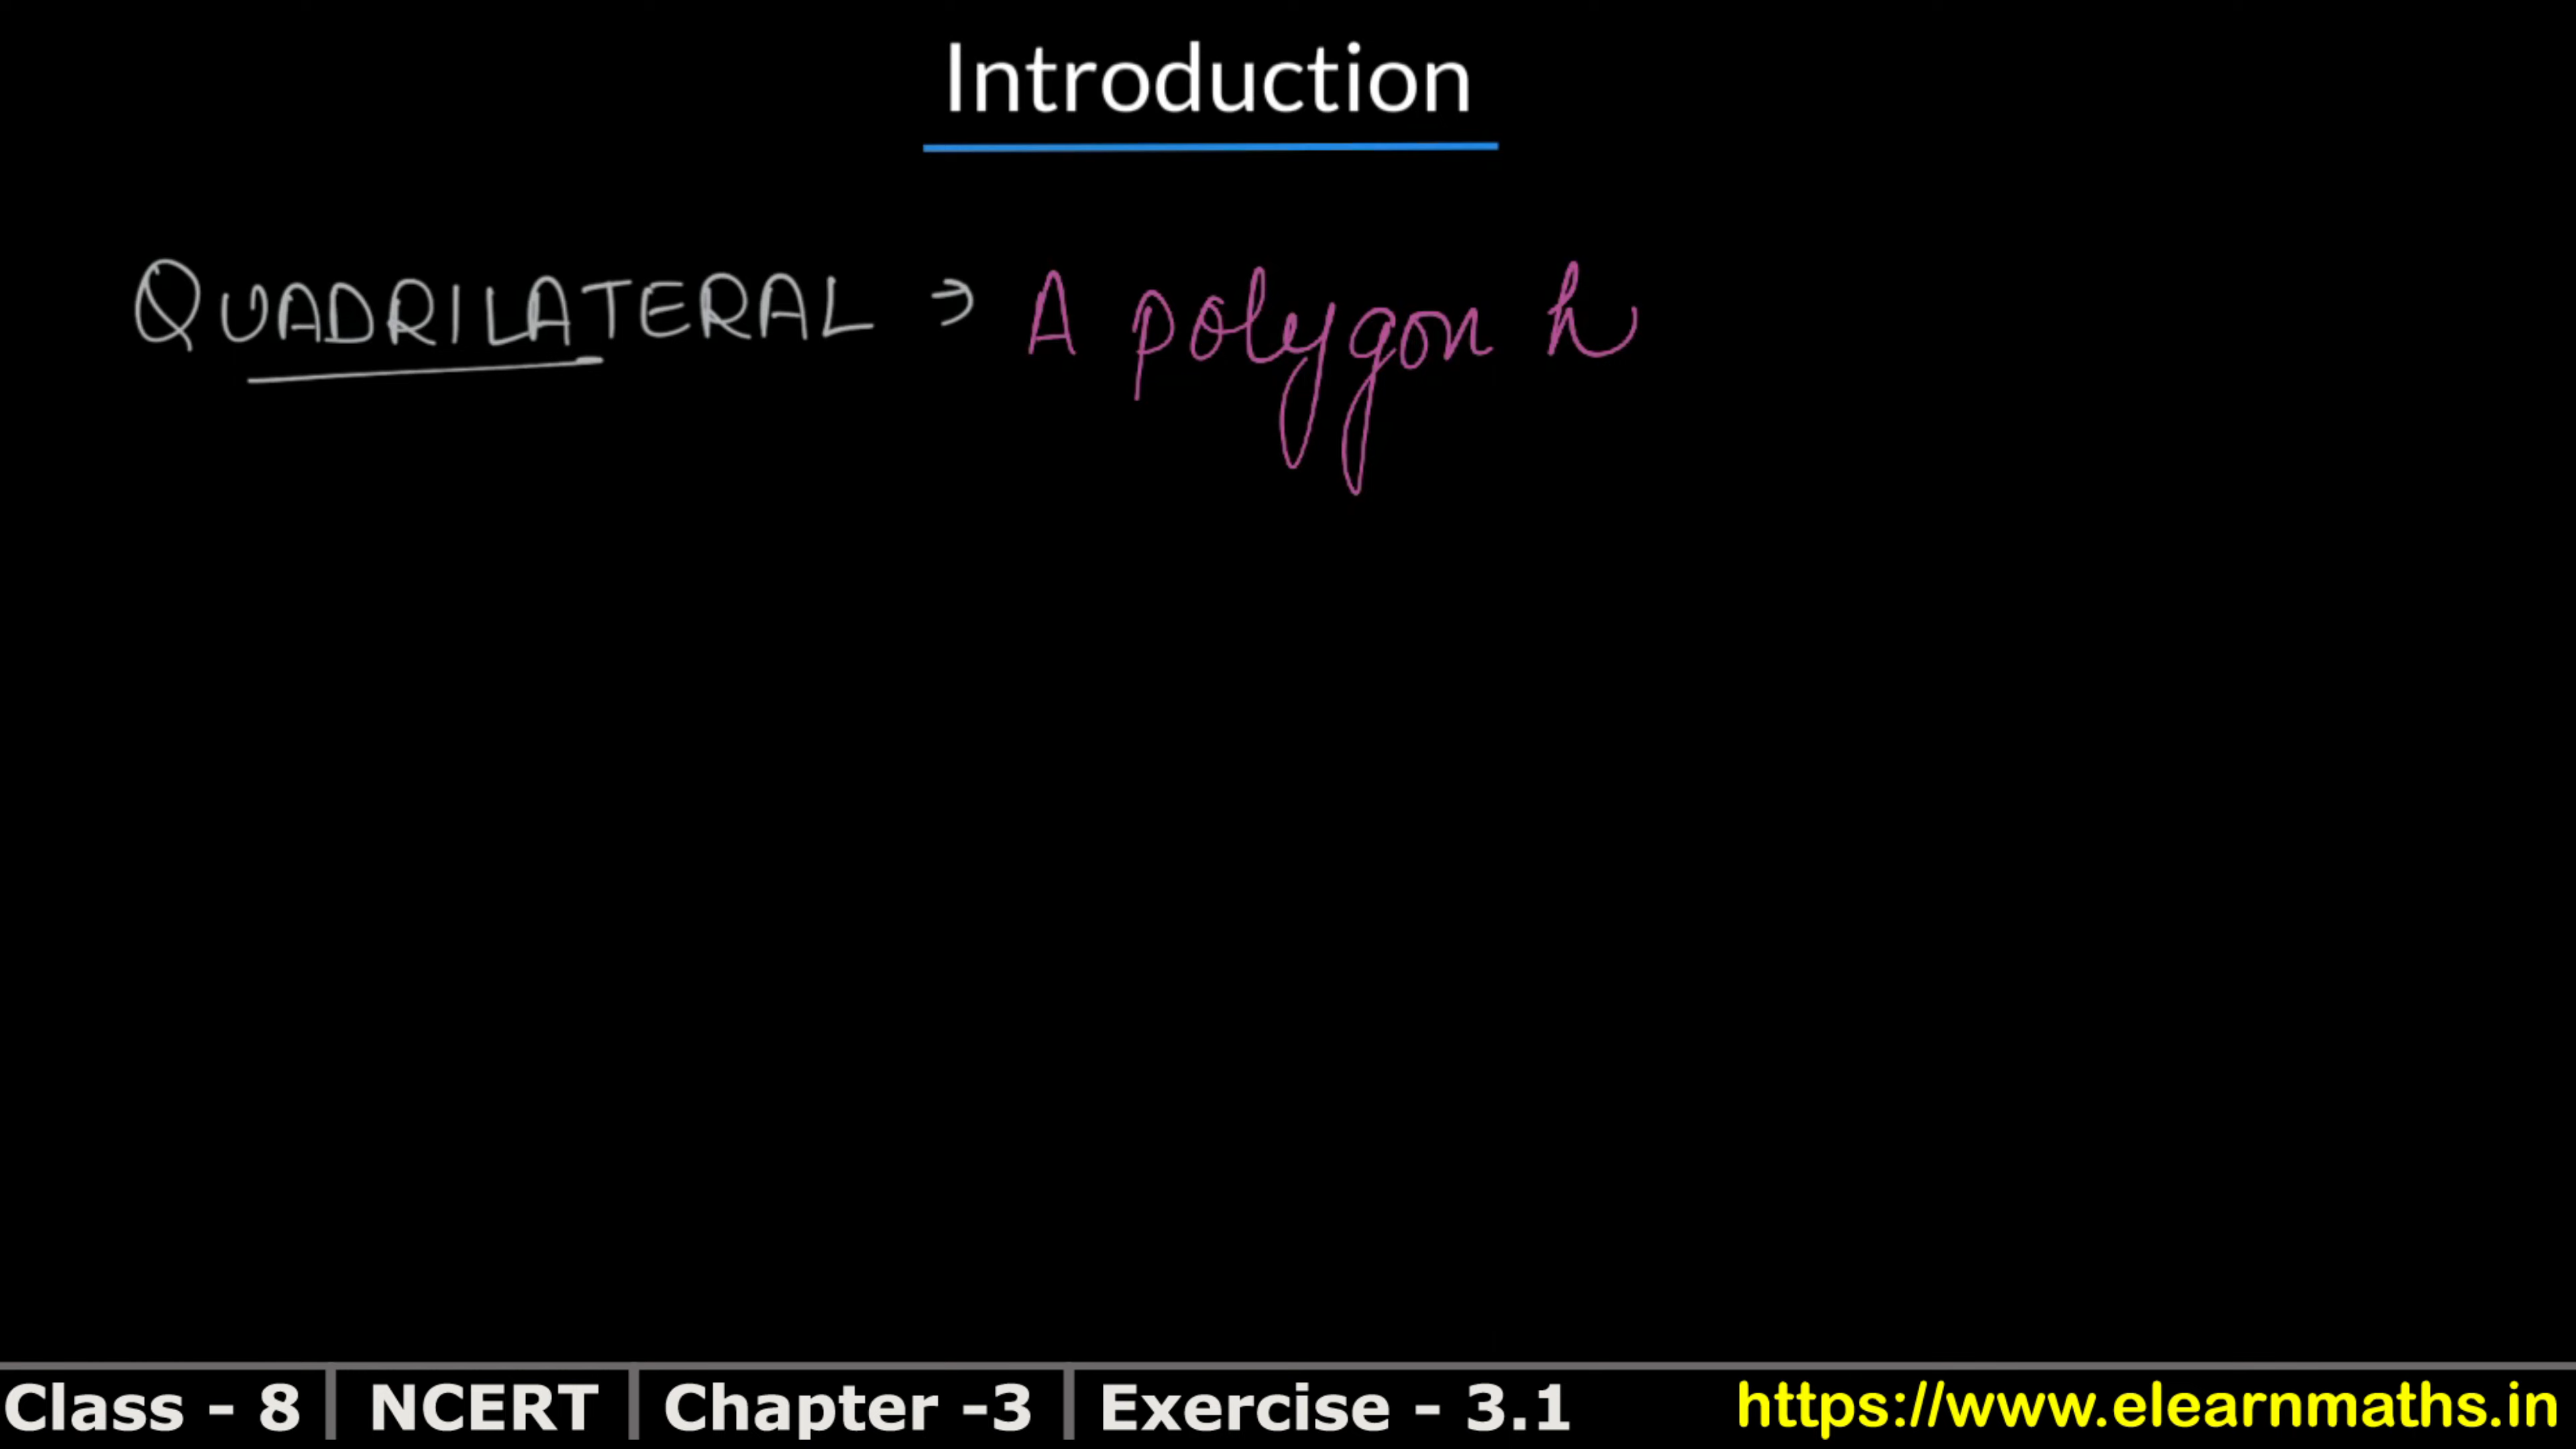 Introduction
QUADRILATERAL → A polygon h
Class - 8 | NCERT | Chapter -3 | Exercise - 3.1 https://www.elearnmaths.in